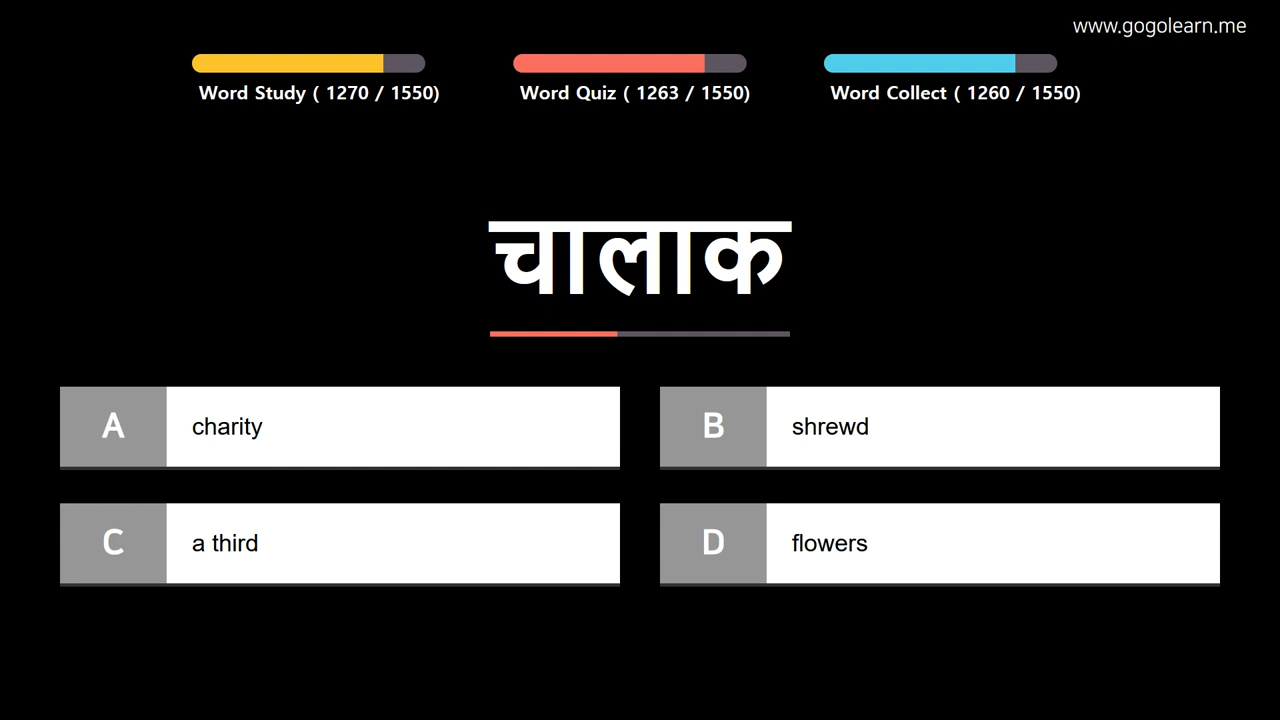 www.gogolearn.me
Word Study ( 1270 / 1550)
Word Quiz ( 1263 / 1550)
Word Collect ( 1260 / 1550)
चालाक
A charity
B shrewd
C a third
D flowers